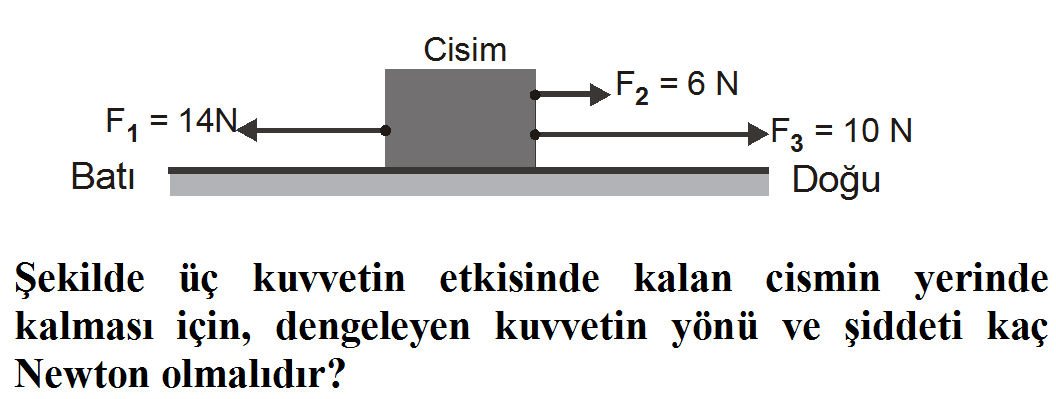 Cisim
F₂ = 6 N
F₁ = 14N
F₃ = 10 N
Batı
Doğu
Şekilde üç kuvvetin etkisinde kalan cismin yerinde
kalması için, dengeleyen kuvvetin yönü ve şiddeti kaç
Newton olmalıdır?